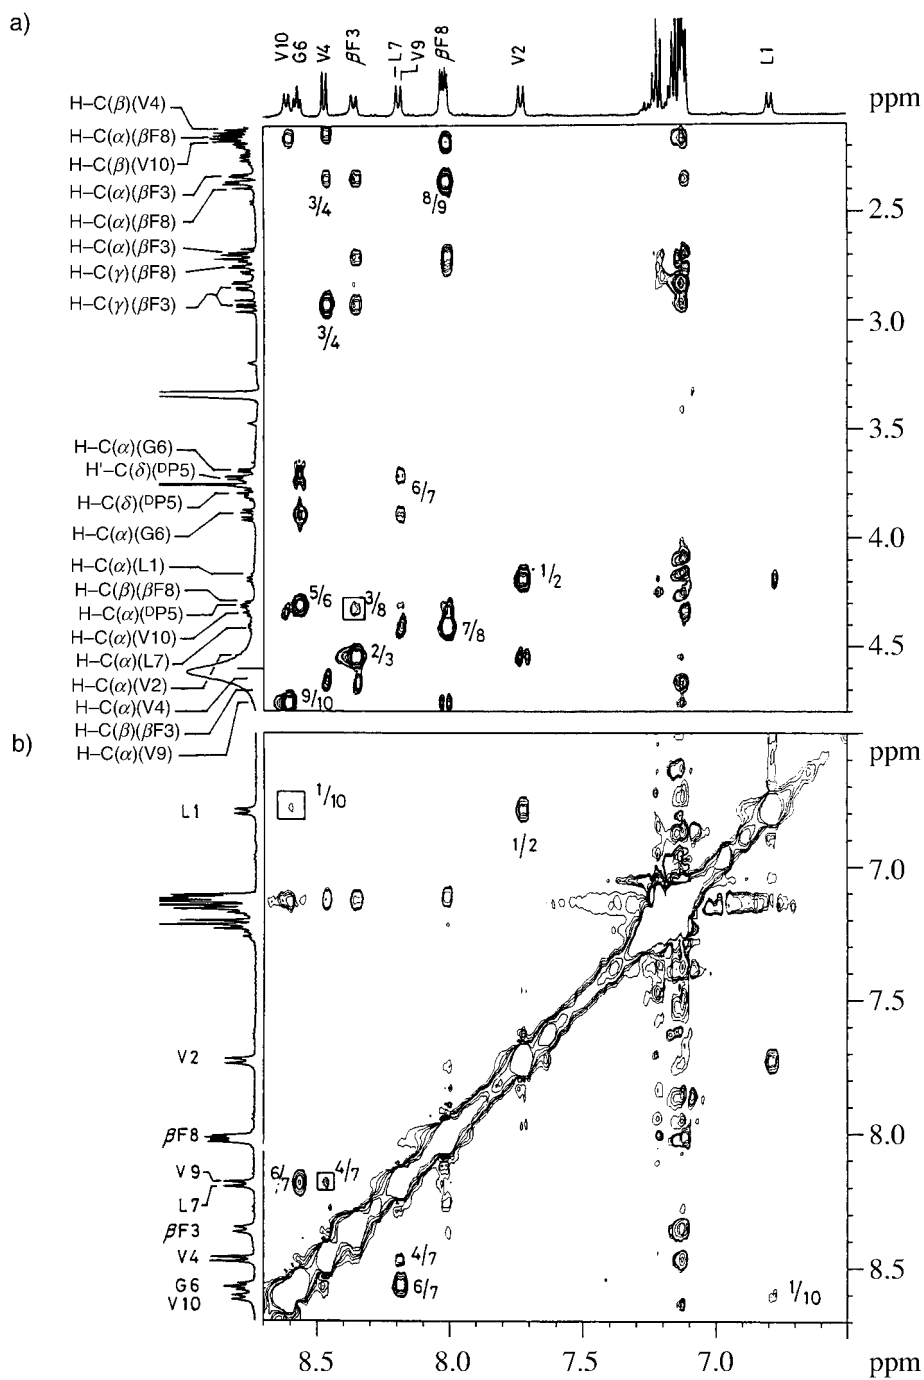 a)
V10
G6
V4
βF3
L7
V9
βF8
V2
L1
ppm
H–C(β)(V4)
H–C(α)(βF8)
H–C(β)(V10)
H–C(α)(βF3)
H–C(α)(βF8)
H–C(α)(βF3)
H–C(γ)(βF8)
H–C(γ)(βF3)
H–C(α)(G6)
H'–C(δ)(ᴰP5)
H–C(δ)(ᴰP5)
H–C(α)(G6)
H–C(α)(L1)
H–C(β)(βF8)
H–C(α)(ᴰP5)
H–C(α)(V10)
H–C(α)(L7)
H–C(α)(V2)
H–C(α)(V4)
H–C(β)(βF3)
H–C(α)(V9)
3/4
8/9
3/4
6/7
1/2
5/6
3/8
7/8
2/3
9/10
2.5
3.0
3.5
4.0
4.5
b)
ppm
L1
V2
βF8
V9
L7
βF3
V4
G6
V10
1/10
1/2
6/7
4/7
4/7
6/7
1/10
7.0
7.5
8.0
8.5
8.5
8.0
7.5
7.0
ppm